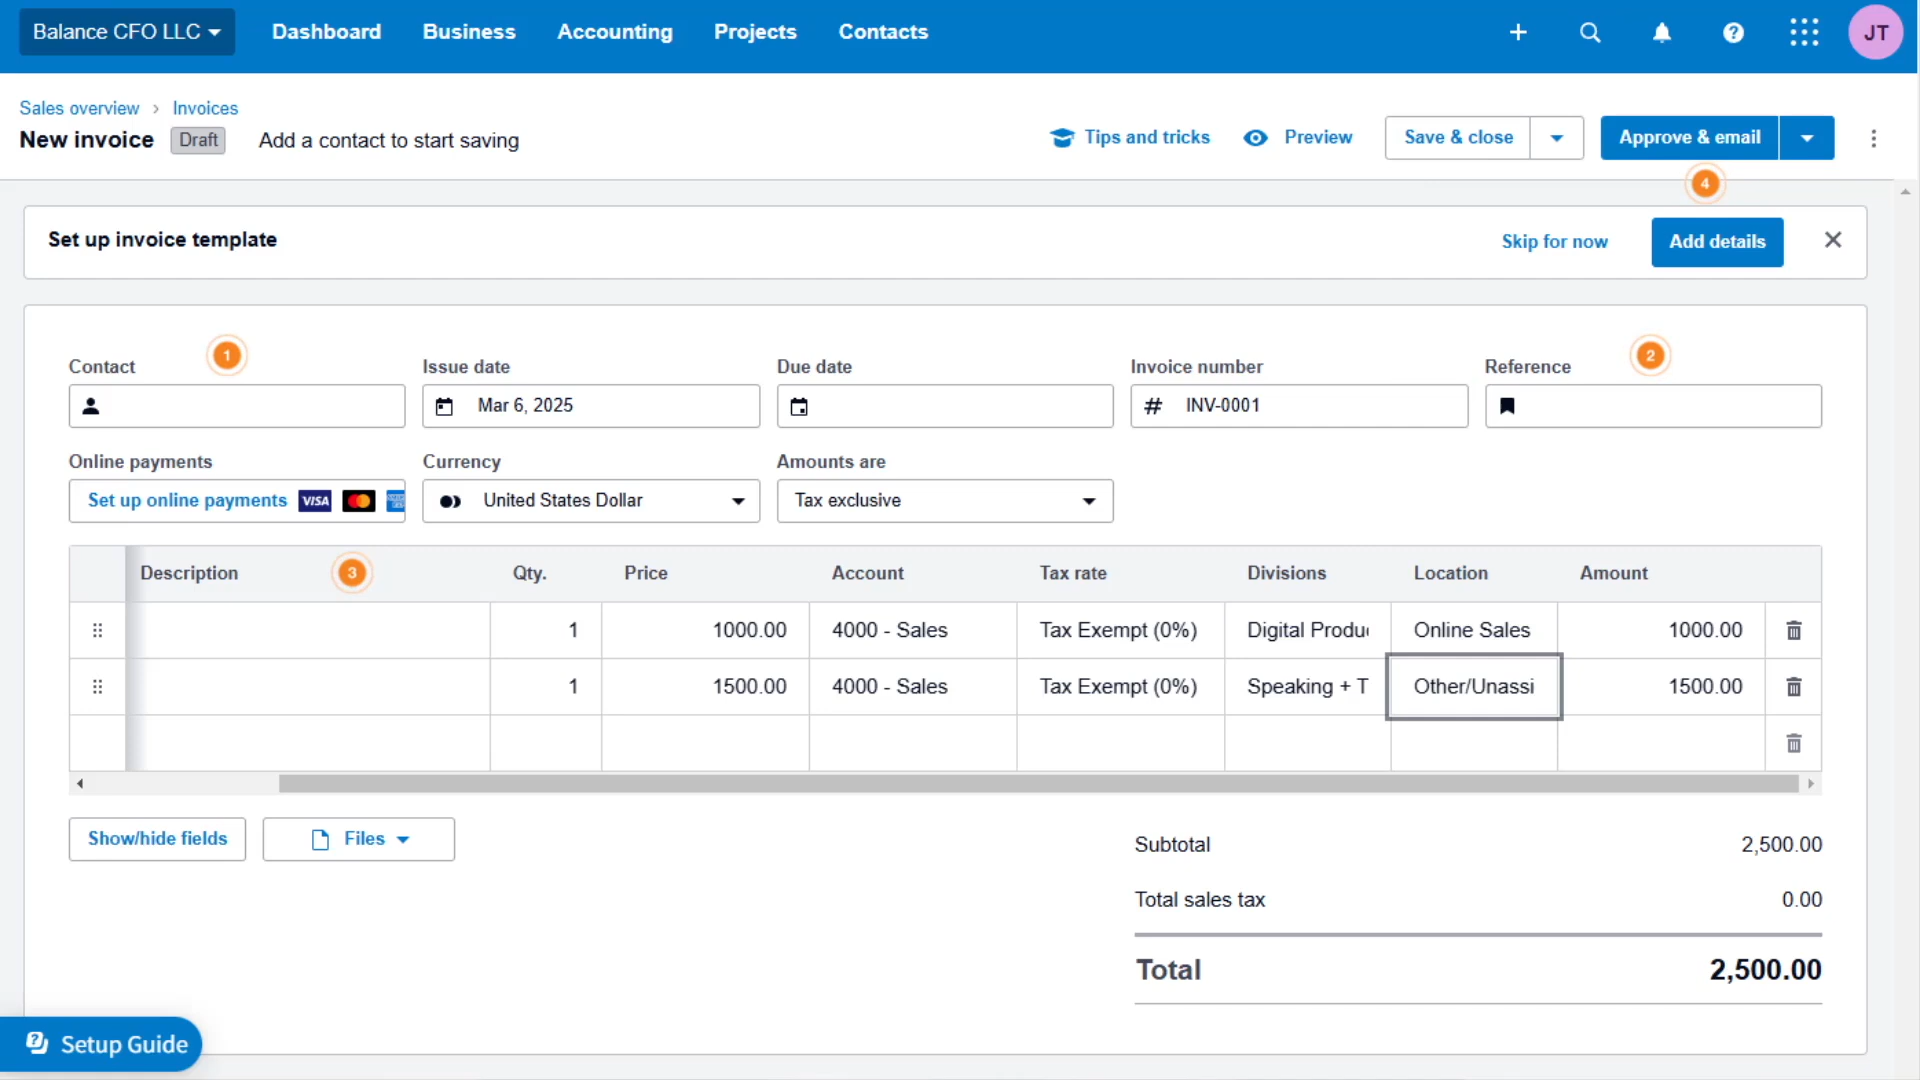 Balance CFO LLC Dashboard Business Accounting Projects Contacts JT
Sales overview › Invoices
New invoice Draft Add a contact to start saving Tips and tricks Preview Save & close Approve & email
4
Set up invoice template Skip for now Add details
1 2
Contact Issue date Due date Invoice number Reference
Mar 6, 2025 # INV-0001
Online payments Currency Amounts are
Set up online payments VISA United States Dollar Tax exclusive
Description 3 Qty. Price Account Tax rate Divisions Location Amount
1 1000.00 4000 - Sales Tax Exempt (0%) Digital Produ Online Sales 1000.00
1 1500.00 4000 - Sales Tax Exempt (0%) Speaking + T Other/Unassi 1500.00
Show/hide fields Files
Subtotal 2,500.00
Total sales tax 0.00
Total 2,500.00
Setup Guide